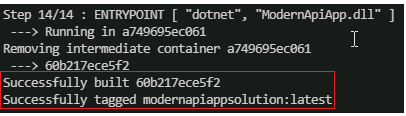 Step 14/14 : ENTRYPOINT [ "dotnet", "ModernApiApp.dll" ]
---> Running in a749695ec061
Removing intermediate container a749695ec061
---> 60b217ece5f2
Successfully built 60b217ece5f2
Successfully tagged modernapiappsolution:latest